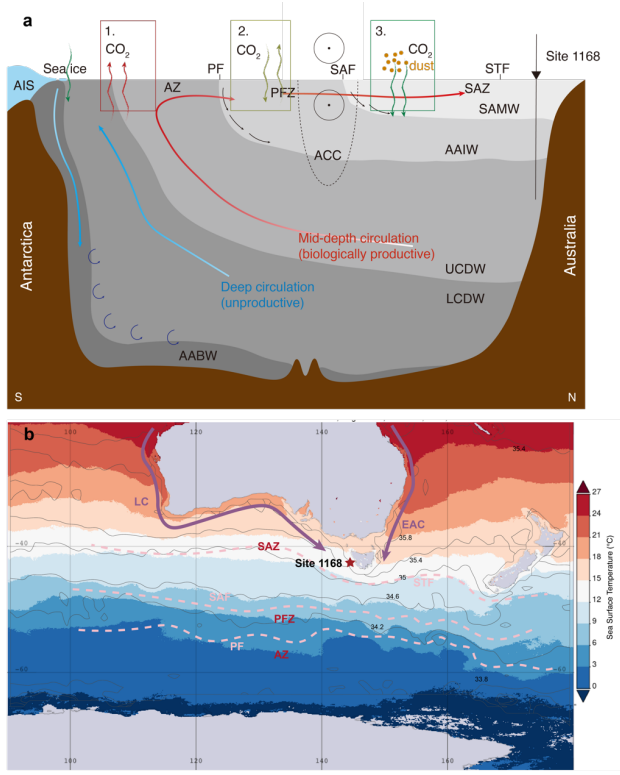 a
1.
CO2
2.
CO2
3.
CO2
dust
Site 1168
Sea ice
PF
SAF
STF
AIS
AZ
PFZ
SAZ
SAMW
ACC
AAIW
Mid-depth circulation
(biologically productive)
UCDW
Deep circulation
(unproductive)
LCDW
AABW
Antarctica
Australia
S
N
b
100
120
140
160
35.4
LC
EAC
35.8
-40
-40
SAZ
35.4
Site 1168
35
STF
34.6
SAF
PFZ
34.2
PF
AZ
-60
-60
33.8
100
120
140
160
27
24
21
18
15
12
9
6
3
0
Sea Surface Temperature (°C)